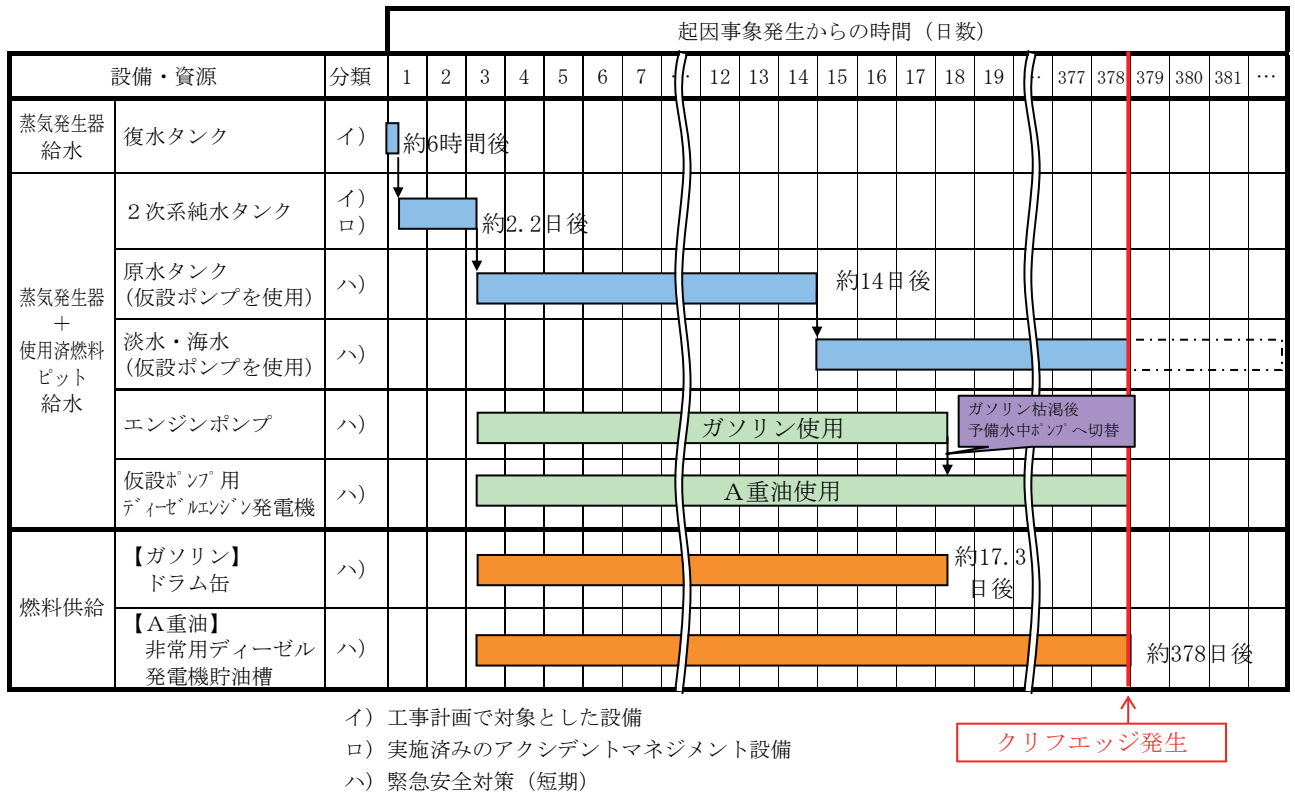 起因事象発生からの時間（日数）
設備・資源 分類 1 2 3 4 5 6 7 ‥ 12 13 14 15 16 17 18 19 ‥ 377 378 379 380 381 …
蒸気発生器
給水
復水タンク イ）
約6時間後
蒸気発生器
＋
使用済燃料
ピット
給水
２次系純水タンク イ）
ロ）
約2.2日後
原水タンク
(仮設ポンプを使用) ハ）
約14日後
淡水・海水
(仮設ポンプを使用) ハ）
エンジンポンプ ハ）
ガソリン使用
ガソリン枯渇後
予備水中ﾎﾟﾝﾌﾟへ切替
仮設ﾎﾟﾝﾌﾟ用
ﾃﾞｨｰｾﾞﾙｴﾝｼﾞﾝ発電機 ハ）
Ａ重油使用
燃料供給
【ガソリン】
ドラム缶 ハ）
約17.3
日後
【Ａ重油】
非常用ディーゼル
発電機貯油槽 ハ）
約378日後
イ）工事計画で対象とした設備
ロ）実施済みのアクシデントマネジメント設備
ハ）緊急安全対策（短期）
クリフエッジ発生